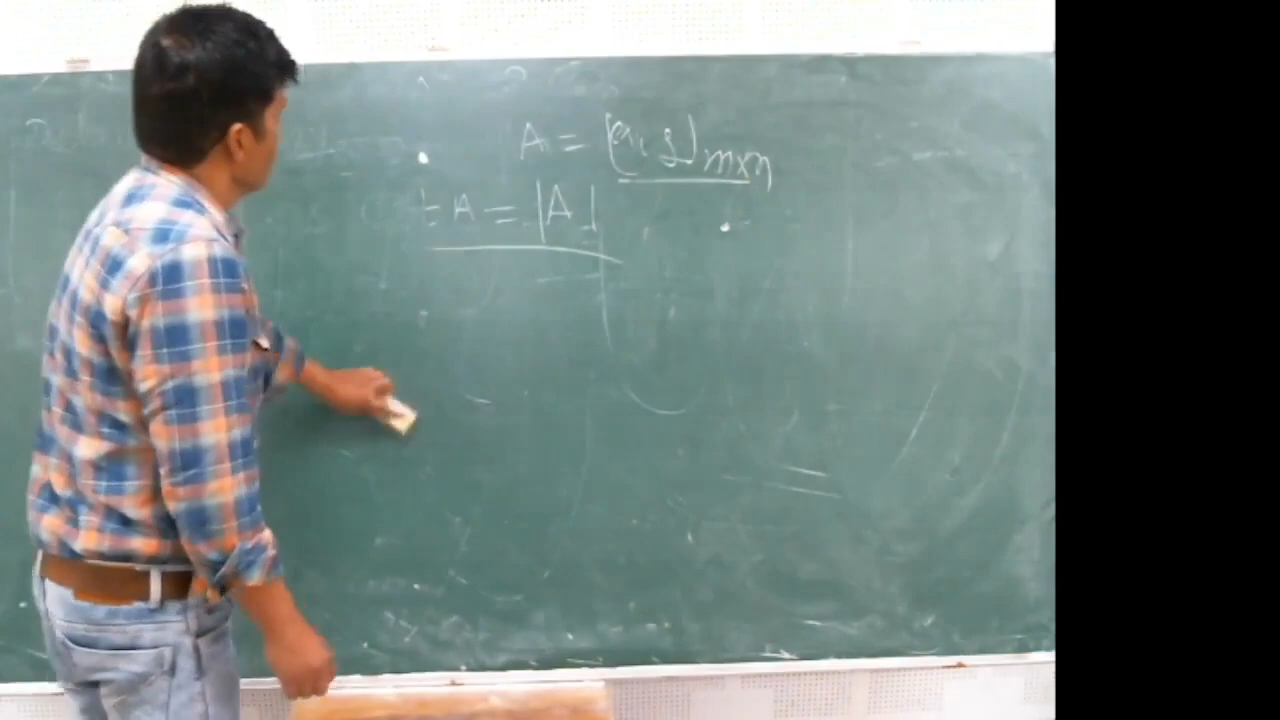 A = [aij]m×n
A = |A|